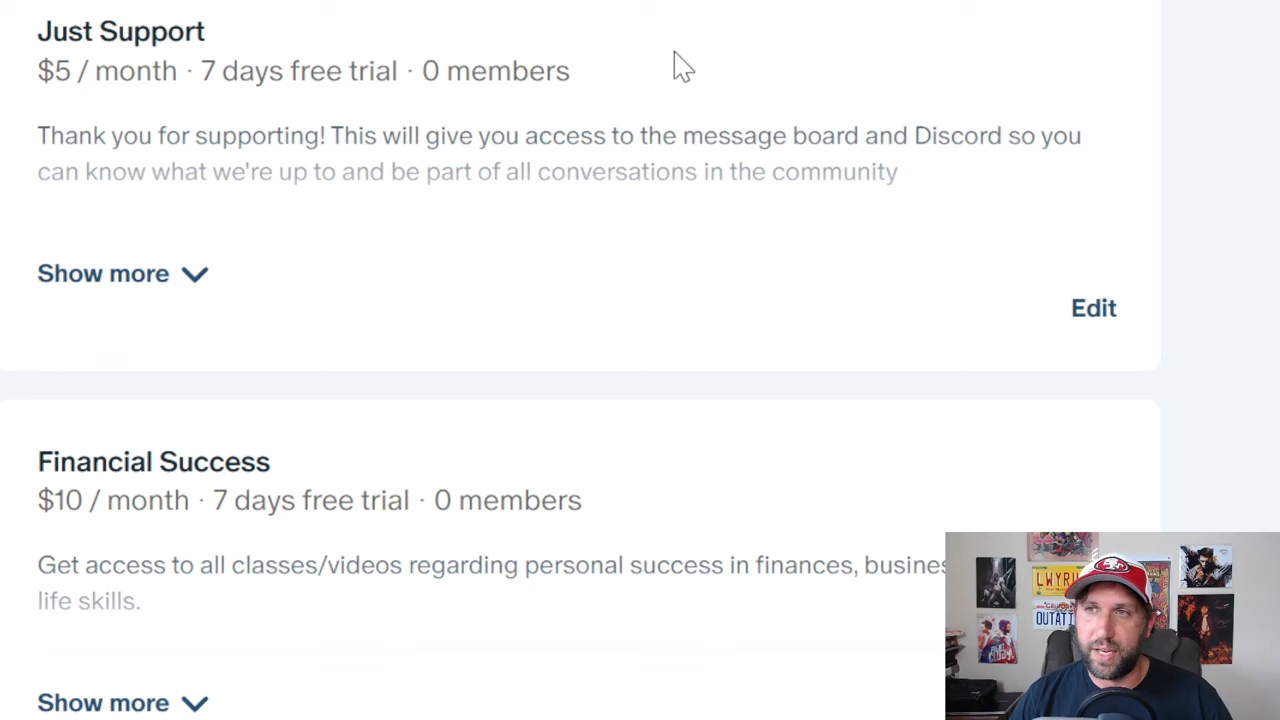 Just Support
$5 / month · 7 days free trial · 0 members
Thank you for supporting! This will give you access to the message board and Discord so you
can know what we're up to and be part of all conversations in the community
Show more
Edit
Financial Success
$10 / month · 7 days free trial · 0 members
Get access to all classes/videos regarding personal success in finances,
life skills.
Show more
LWYRU
OUTATI